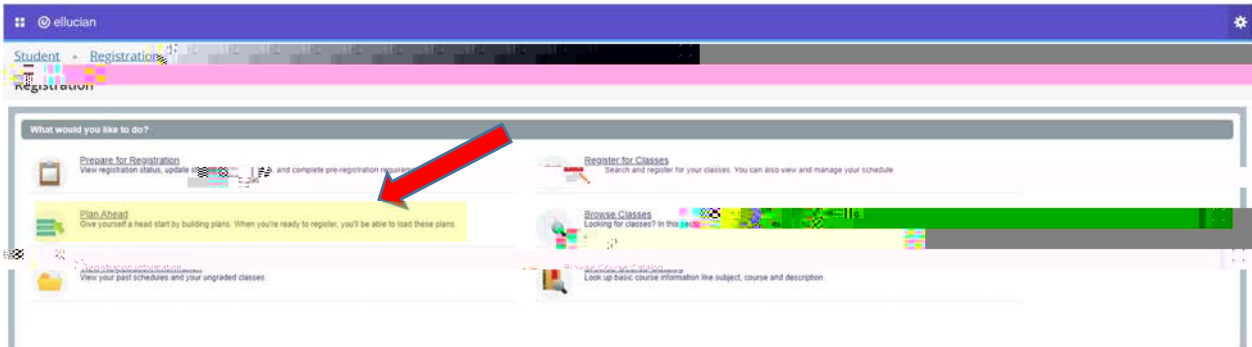 ellucian
Student • Registration
Registration
What would you like to do?
Prepare for Registration
View registration status, update and complete pre-registration
Register for Classes
Search and register for your classes. You can also view and manage your schedule
Plan Ahead
Give yourself a head start by building plans. When you're ready to register, you'll be able to load these plans.
Browse Classes
Looking for classes? In this
View your past schedules and your ungraded classes.
Browse Course Catalog
Look up basic course information like subject, course and description.